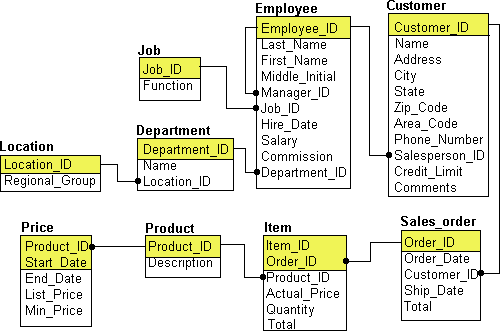 Employee
Employee_ID
Last_Name
First_Name
Middle_Initial
Manager_ID
Job_ID
Hire_Date
Salary
Commission
Department_ID
Customer
Customer_ID
Name
Address
City
State
Zip_Code
Area_Code
Phone_Number
Salesperson_ID
Credit_Limit
Comments
Job
Job_ID
Function
Location
Location_ID
Regional_Group
Department
Department_ID
Name
Location_ID
Price
Product_ID
Start_Date
End_Date
List_Price
Min_Price
Product
Product_ID
Description
Item
Item_ID
Order_ID
Product_ID
Actual_Price
Quantity
Total
Sales_order
Order_ID
Order_Date
Customer_ID
Ship_Date
Total